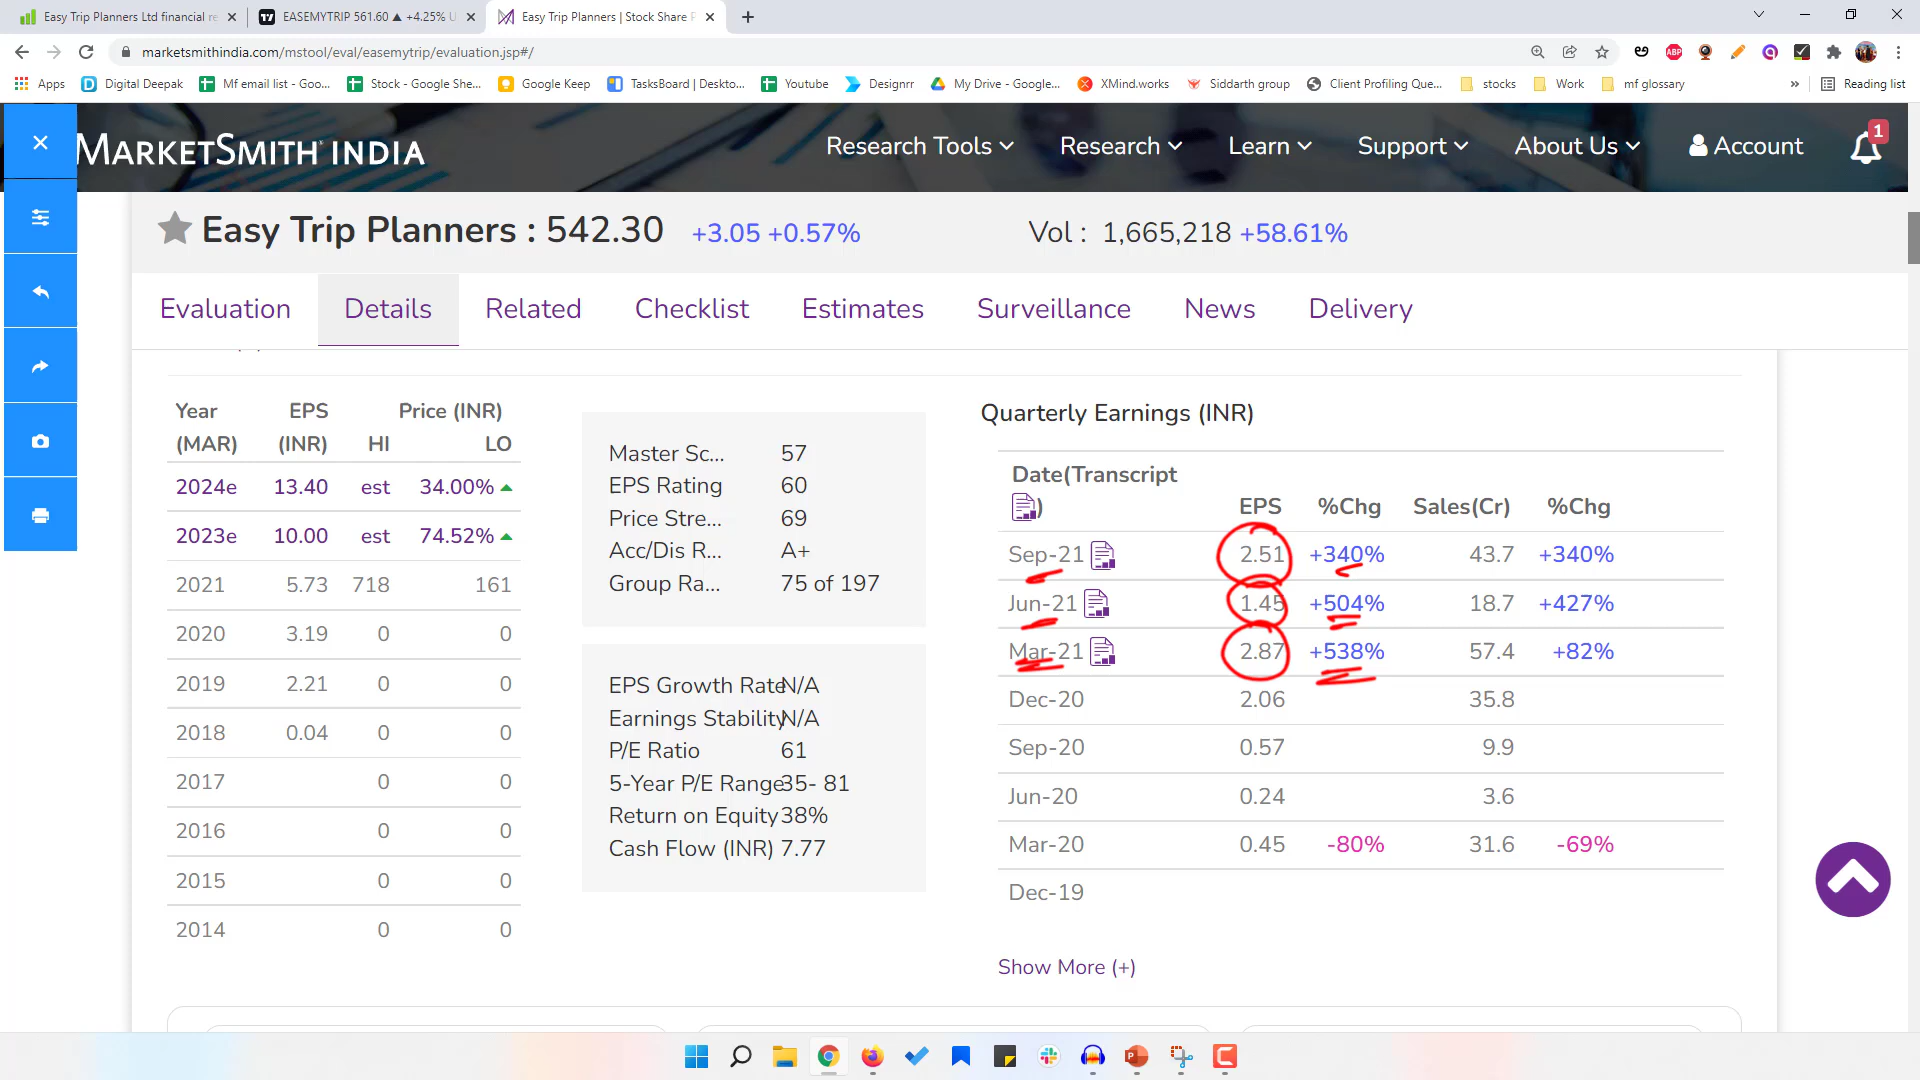 Easy Trip Planners Ltd financial re
EASEMYTRIP 561.60 ▲ +4.25% U
Easy Trip Planners | Stock Share P
marketsmithindia.com/mstool/eval/easemytrip/evaluation.jsp#/
ABP
Apps
Digital Deepak
Mf email list - Goo...
Stock - Google She...
Google Keep
TasksBoard | Deskto...
Youtube
Designrr
My Drive - Google...
XMind.works
Siddarth group
Client Profiling Que...
stocks
Work
mf glossary
»
Reading list
MARKETSMITH INDIA
Research Tools
Research
Learn
Support
About Us
Account
1
Easy Trip Planners : 542.30 +3.05 +0.57%
Vol : 1,665,218 +58.61%
Evaluation
Details
Related
Checklist
Estimates
Surveillance
News
Delivery
Year EPS Price (INR)
(MAR) (INR) HI LO
2024e 13.40 est 34.00%
2023e 10.00 est 74.52%
2021 5.73 718 161
2020 3.19 0 0
2019 2.21 0 0
2018 0.04 0 0
2017 0 0
2016 0 0
2015 0 0
2014 0 0
Master Sc... 57
EPS Rating 60
Price Stre... 69
Acc/Dis R... A+
Group Ra... 75 of 197
EPS Growth Rate N/A
Earnings Stability N/A
P/E Ratio 61
5-Year P/E Range 35- 81
Return on Equity 38%
Cash Flow (INR) 7.77
Quarterly Earnings (INR)
Date(Transcript
) EPS %Chg Sales(Cr) %Chg
Sep-21 2.51 +340% 43.7 +340%
Jun-21 1.45 +504% 18.7 +427%
Mar-21 2.87 +538% 57.4 +82%
Dec-20 2.06 35.8
Sep-20 0.57 9.9
Jun-20 0.24 3.6
Mar-20 0.45 -80% 31.6 -69%
Dec-19
Show More (+)